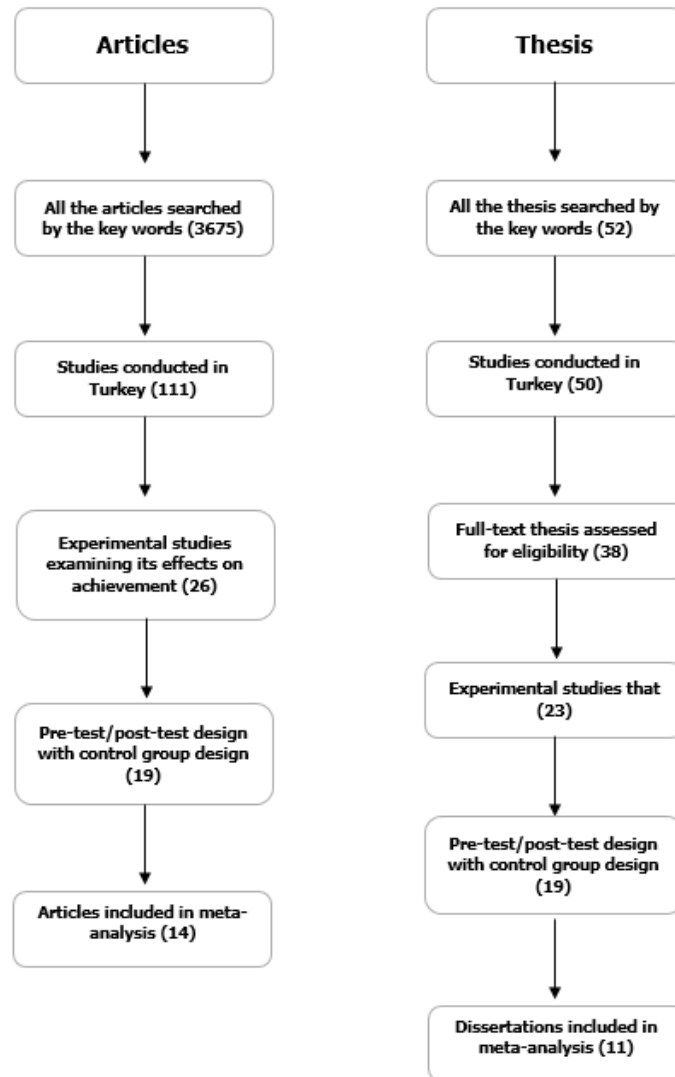 Articles
All the articles searched
by the key words (3675)
Studies conducted in
Turkey (111)
Experimental studies
examining its effects on
achievement (26)
Pre-test/post-test design
with control group design
(19)
Articles included in meta-
analysis (14)
Thesis
All the thesis searched by
the key words (52)
Studies conducted in
Turkey (50)
Full-text thesis assessed
for eligibility (38)
Experimental studies that
(23)
Pre-test/post-test design
with control group design
(19)
Dissertations included in
meta-analysis (11)